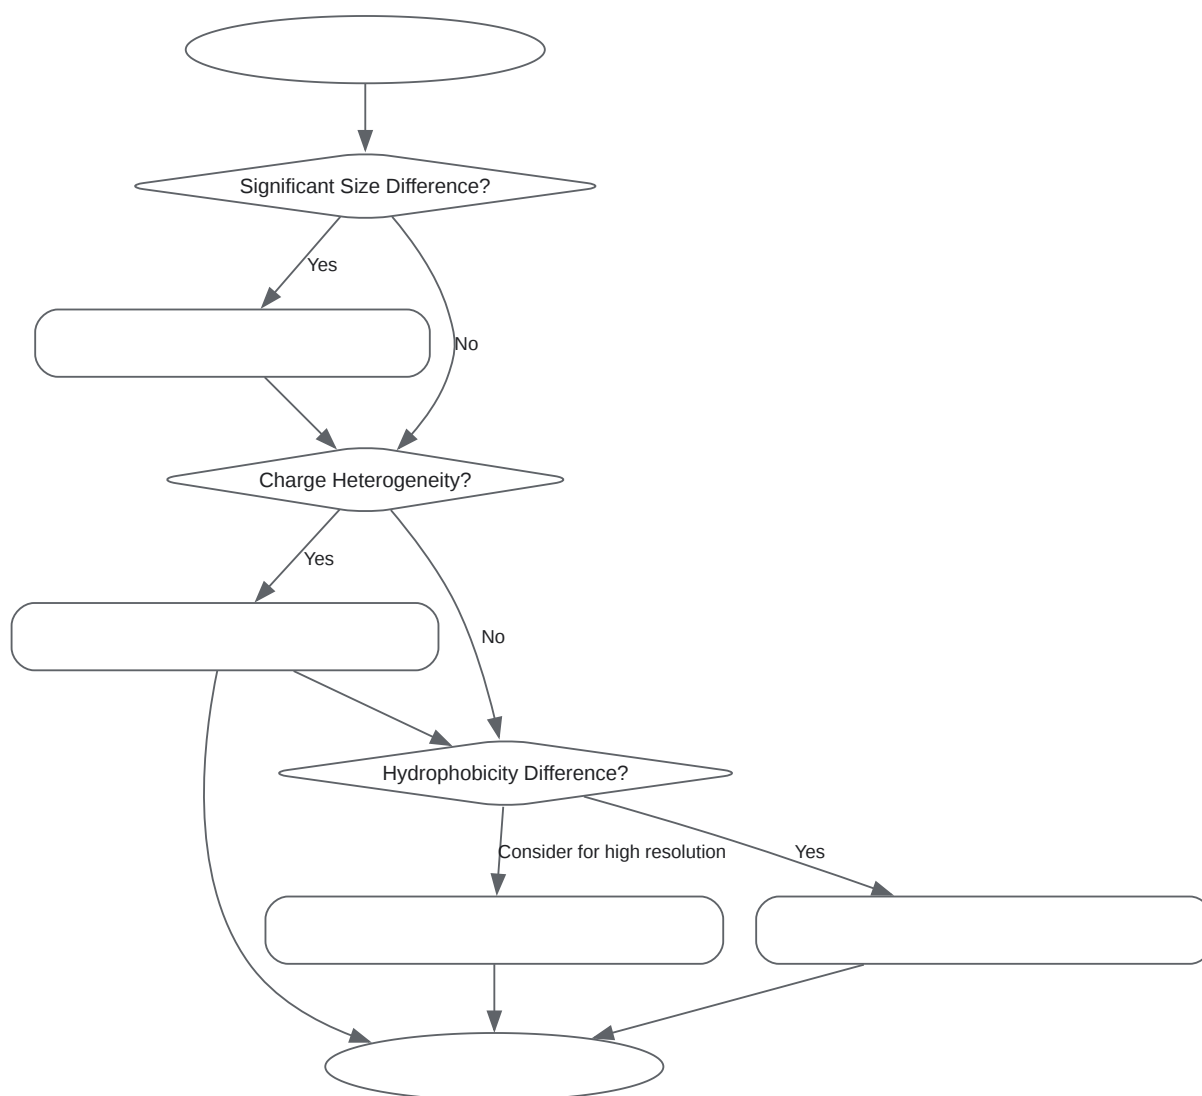 Significant Size Difference?
Yes
No
Charge Heterogeneity?
Yes
No
Hydrophobicity Difference?
Consider for high resolution
Yes